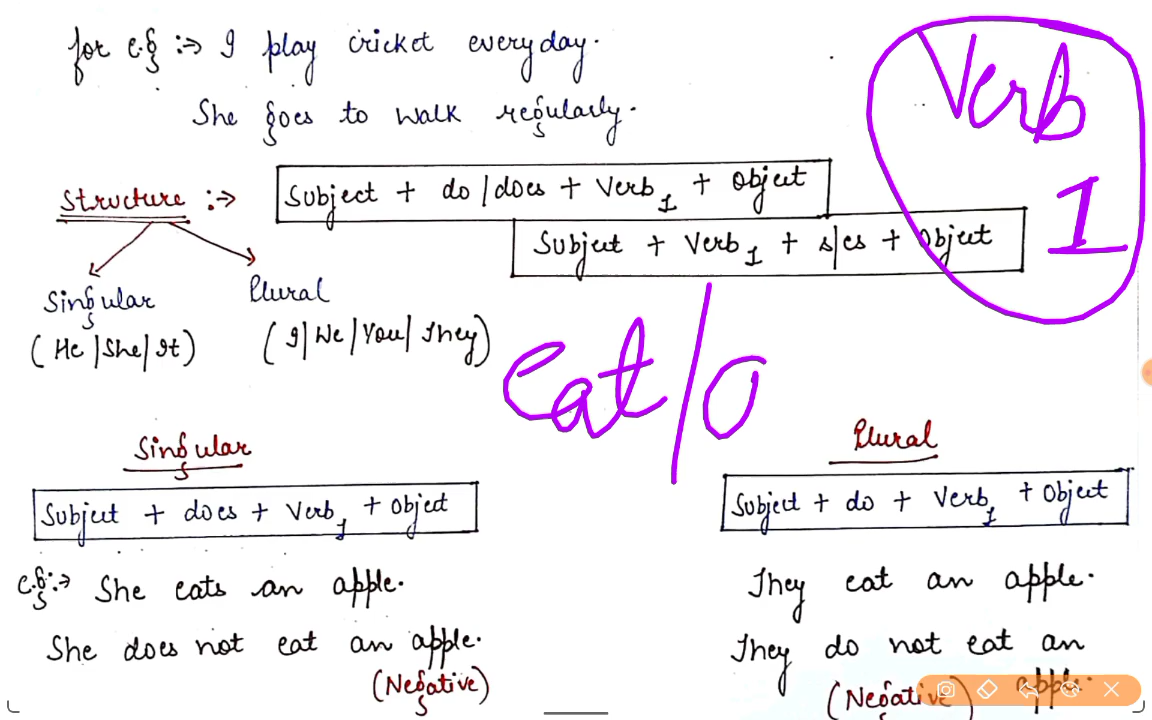 for e.g :→ I play cricket everyday.
She goes to walk regularly.
Verb
1
Structure :→ Subject + do/does + Verb1 + Object
Subject + Verb1 + s/es + Object
Singular
Plural
(He/She/It)
(I/We/You/They)
eat/a
Singular
Plural
Subject + does + Verb1 + Object
Subject + do + Verb1 + Object
e.g:→ She eats an apple.
They eat an apple.
She does not eat an apple.
(Negative)
They do not eat an
apple.
(Negative)